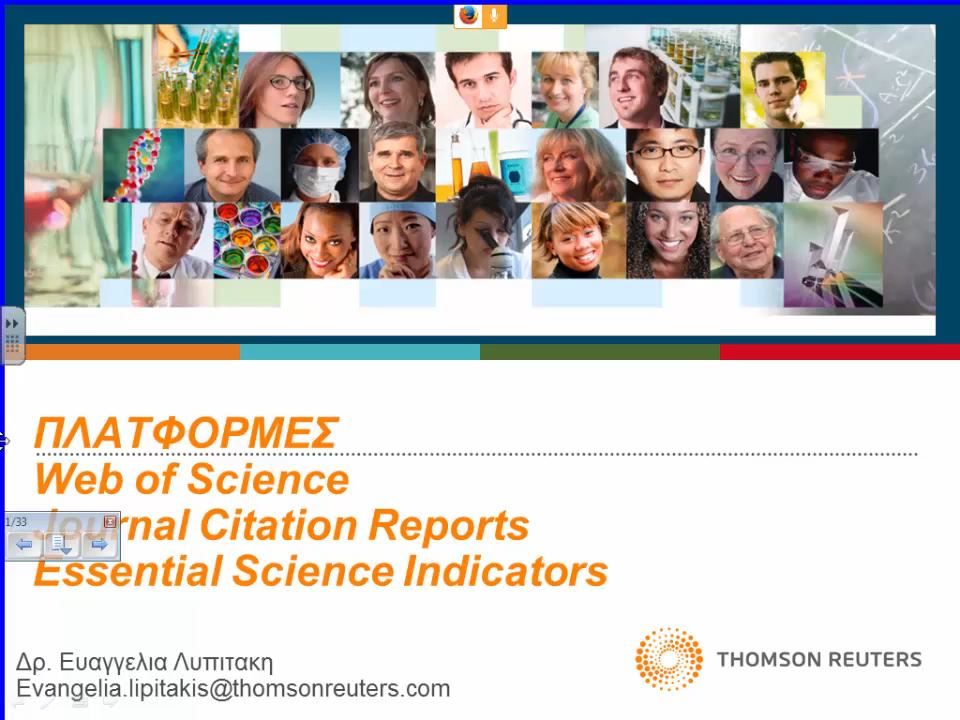 ΠΛΑΤΦΟΡΜΕΣ
Web of Science
Journal Citation Reports
1/33
Essential Science Indicators
Δρ. Ευαγγελια Λυπιτακη
THOMSON REUTERS
Evangelia.lipitakis@thomsonreuters.com